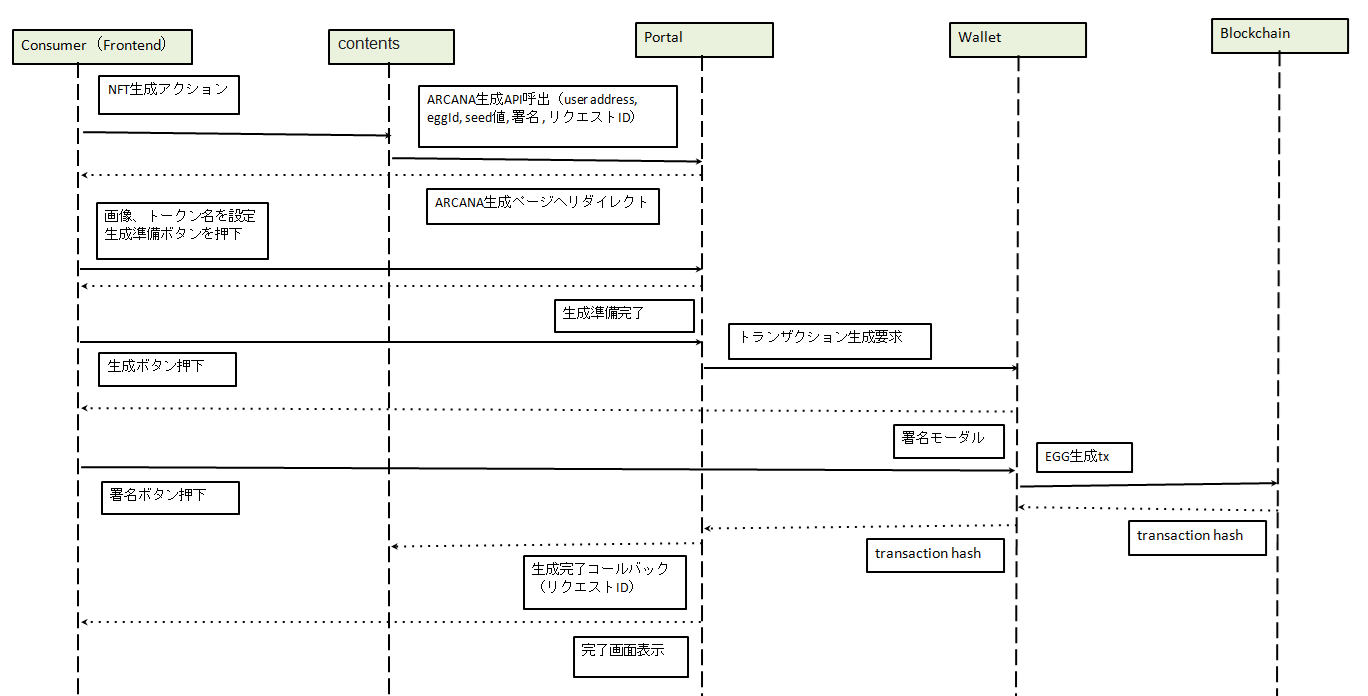 Consumer（Frontend）
contents
Portal
Wallet
Blockchain
NFT生成アクション
ARCANA生成API呼出（user address,
eggId, seed値, 署名 , リクエストID）
ARCANA生成ページへリダイレクト
画像、トークン名を設定
生成準備ボタンを押下
生成準備完了
トランザクション生成要求
生成ボタン押下
署名モーダル
EGG生成tx
署名ボタン押下
transaction hash
transaction hash
生成完了コールバック
（リクエストID）
完了画面表示